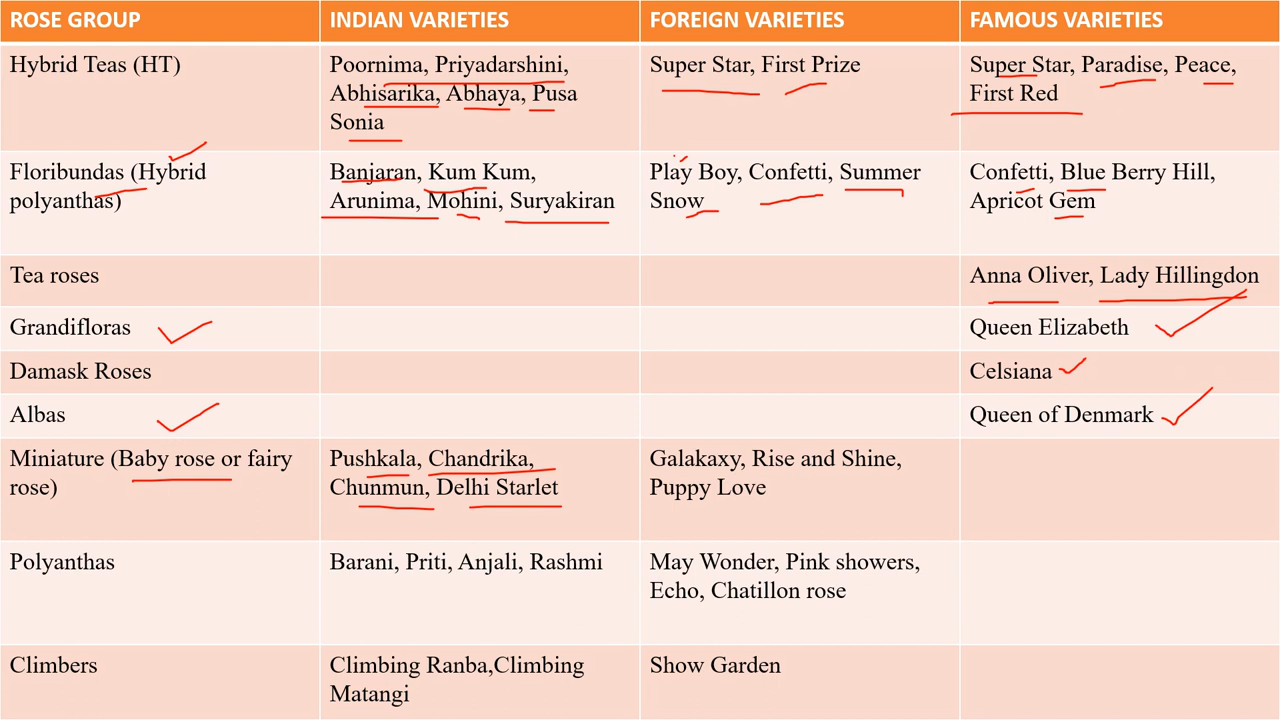 ROSE GROUP INDIAN VARIETIES FOREIGN VARIETIES FAMOUS VARIETIES
Hybrid Teas (HT)
Poornima, Priyadarshini,
Abhisarika, Abhaya, Pusa
Sonia
Super Star, First Prize
Super Star, Paradise, Peace,
First Red
Floribundas (Hybrid
polyanthas)
Banjaran, Kum Kum,
Arunima, Mohini, Suryakiran
Play Boy, Confetti, Summer
Snow
Confetti, Blue Berry Hill,
Apricot Gem
Tea roses
Anna Oliver, Lady Hillingdon
Grandifloras
Queen Elizabeth
Damask Roses
Celsiana
Albas
Queen of Denmark
Miniature (Baby rose or fairy
rose)
Pushkala, Chandrika,
Chunmun, Delhi Starlet
Galakaxy, Rise and Shine,
Puppy Love
Polyanthas
Barani, Priti, Anjali, Rashmi
May Wonder, Pink showers,
Echo, Chatillon rose
Climbers
Climbing Ranba,Climbing
Matangi
Show Garden